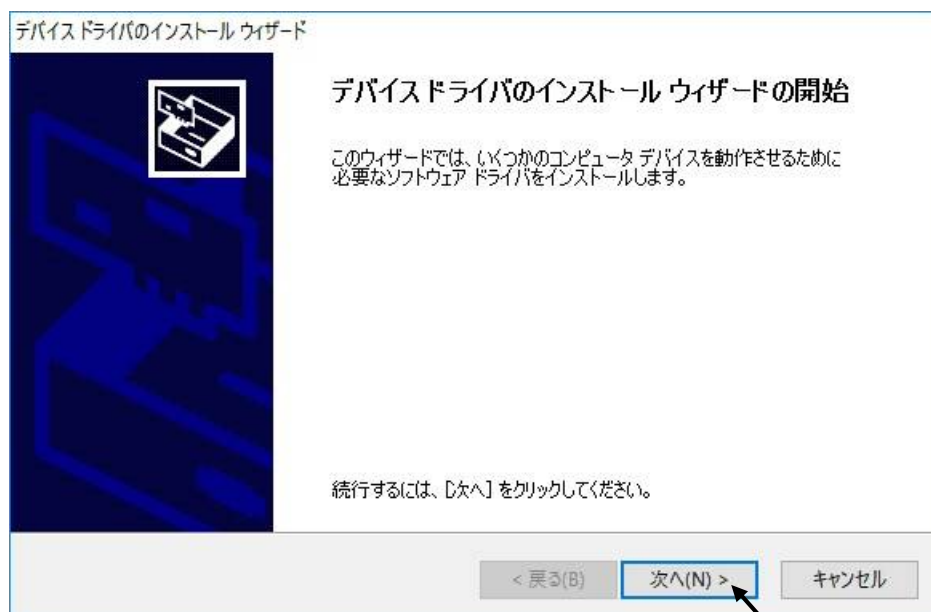 デバイス ドライバのインストール ウィザード
デバイス ドライバのインストール ウィザードの開始
このウィザードでは、いくつかのコンピュータ デバイスを動作させるために
必要なソフトウェア ドライバをインストールします。
続行するには、[次へ] をクリックしてください。
< 戻る(B)
次へ(N) >
キャンセル